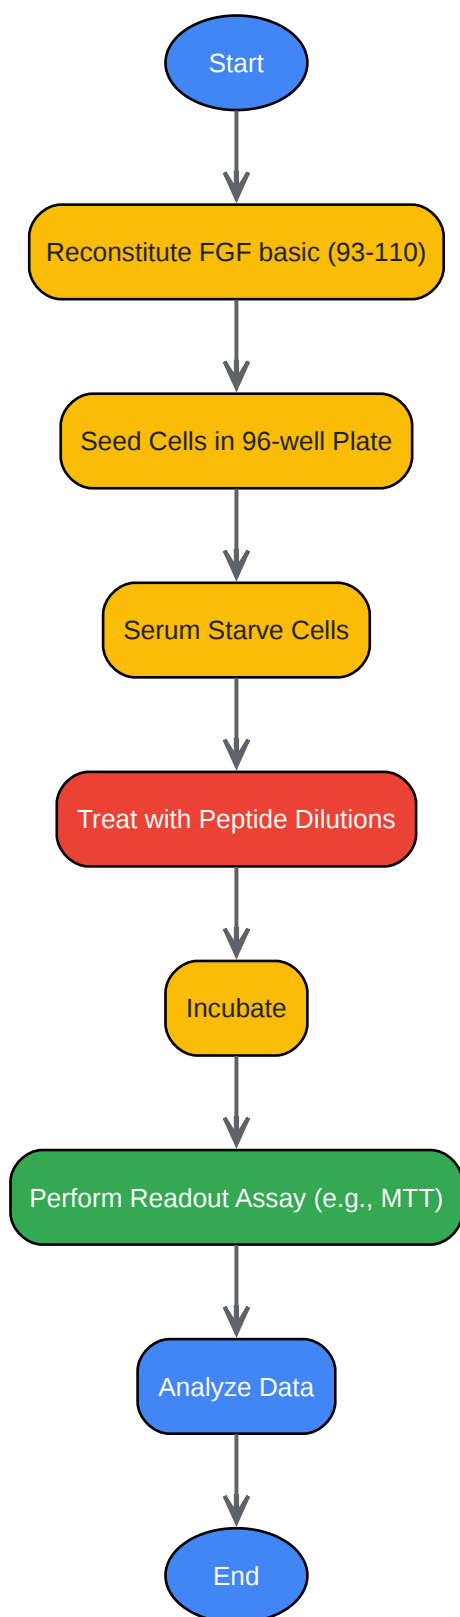 Start
Reconstitute FGF basic (93-110)
Seed Cells in 96-well Plate
Serum Starve Cells
Treat with Peptide Dilutions
Incubate
Perform Readout Assay (e.g., MTT)
Analyze Data
End